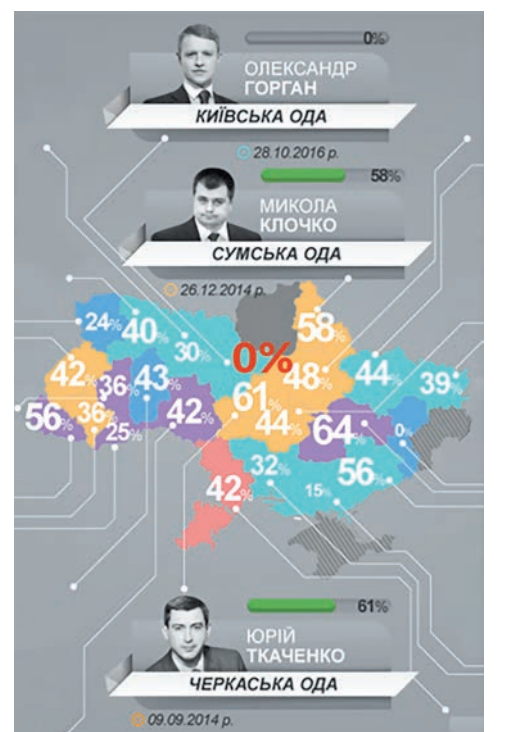 0%
ОЛЕКСАНДР
ГОРГАН
КИЇВСЬКА ОДА
28.10.2016 р.
58%
МИКОЛА
КЛОЧКО
СУМСЬКА ОДА
26.12.2014 р.
24% 40% 30% 0% 58%
42% 36% 43% 61% 48% 44% 39%
56% 36% 25% 42% 44% 64% 0%
42% 32% 15% 56%
61%
ЮРІЙ
ТКАЧЕНКО
ЧЕРКАСЬКА ОДА
09.09.2014 р.